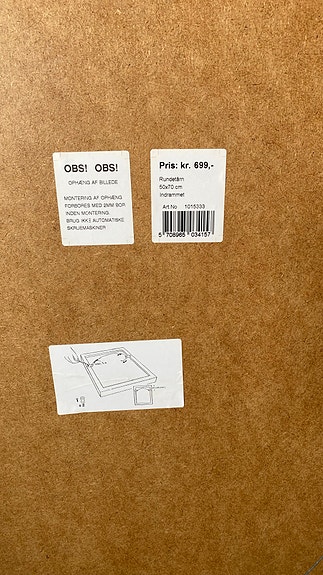 OBS! OBS!
OPHÆNG AF BILLEDE
MONTERING AF OPHÆNG
FORBORES MED 2MM BOR
INDEN MONTERING.
BRUG IKKE AUTOMATISKE
SKRUEMASKINER
Pris: kr. 699,-
Rundetårn
50x70 cm
Indrammet
Art.No 1015333
5 708965 034157